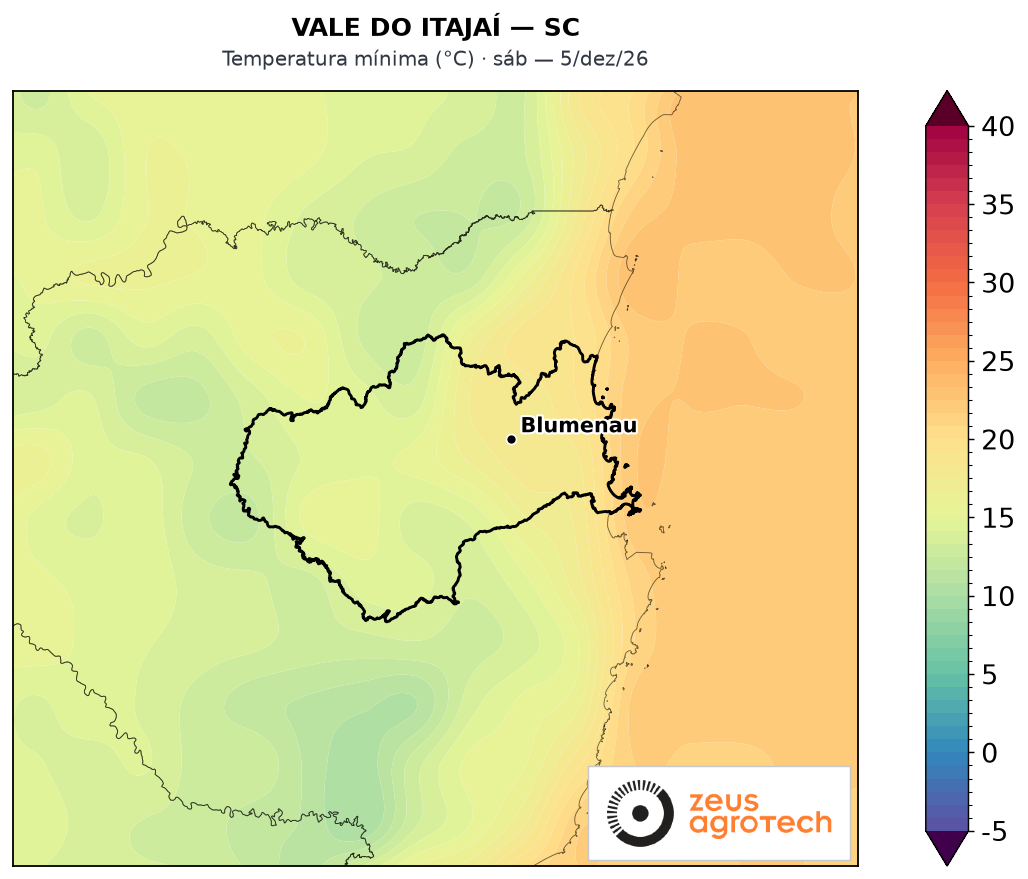 VALE DO ITAJAÍ — SC
Temperatura mínima (°C) · sáb — 5/dez/26
Blumenau
40
35
30
25
20
15
10
5
0
-5
zeus
agrotech